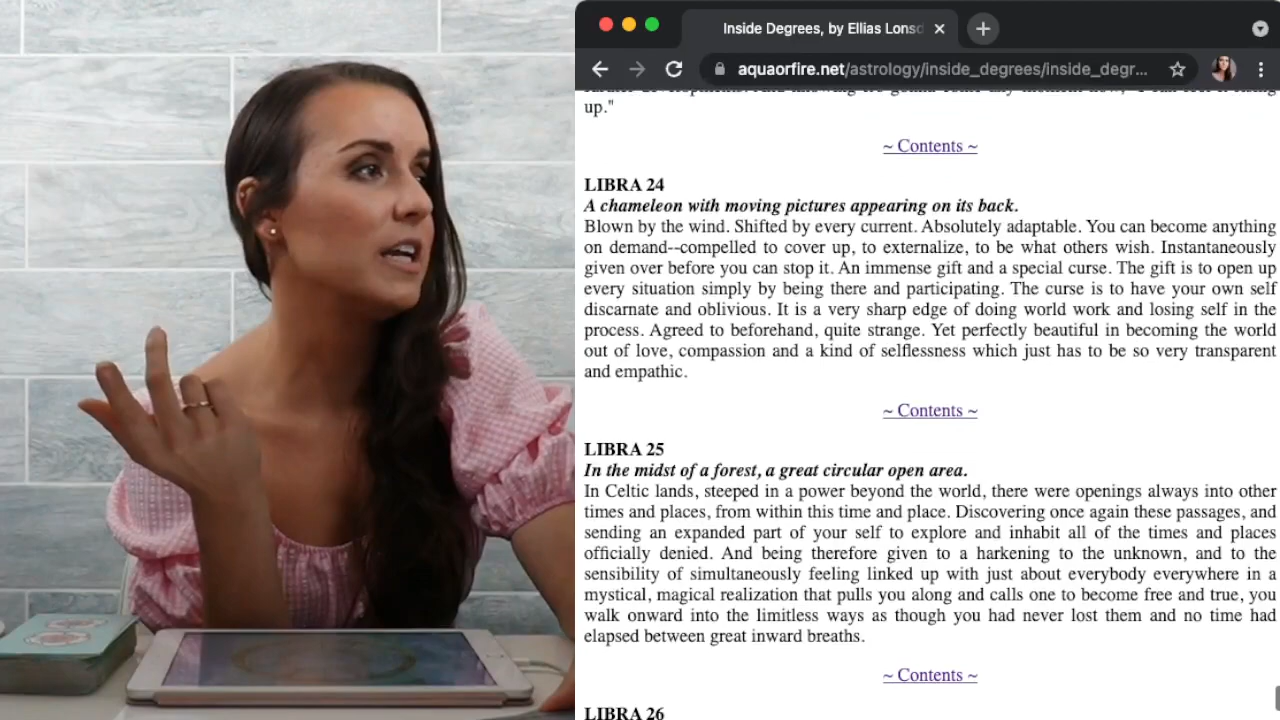 Inside Degrees, by Ellias Lonsd
aquaorfire.net/astrology/inside_degrees/inside_degr...
up."
~ Contents ~
LIBRA 24
A chameleon with moving pictures appearing on its back.
Blown by the wind. Shifted by every current. Absolutely adaptable. You can become anything
on demand--compelled to cover up, to externalize, to be what others wish. Instantaneously
given over before you can stop it. An immense gift and a special curse. The gift is to open up
every situation simply by being there and participating. The curse is to have your own self
discarnate and oblivious. It is a very sharp edge of doing world work and losing self in the
process. Agreed to beforehand, quite strange. Yet perfectly beautiful in becoming the world
out of love, compassion and a kind of selflessness which just has to be so very transparent
and empathic.
~ Contents ~
LIBRA 25
In the midst of a forest, a great circular open area.
In Celtic lands, steeped in a power beyond the world, there were openings always into other
times and places, from within this time and place. Discovering once again these passages, and
sending an expanded part of your self to explore and inhabit all of the times and places
officially denied. And being therefore given to a harkening to the unknown, and to the
sensibility of simultaneously feeling linked up with just about everybody everywhere in a
mystical, magical realization that pulls you along and calls one to become free and true, you
walk onward into the limitless ways as though you had never lost them and no time had
elapsed between great inward breaths.
~ Contents ~
LIBRA 26